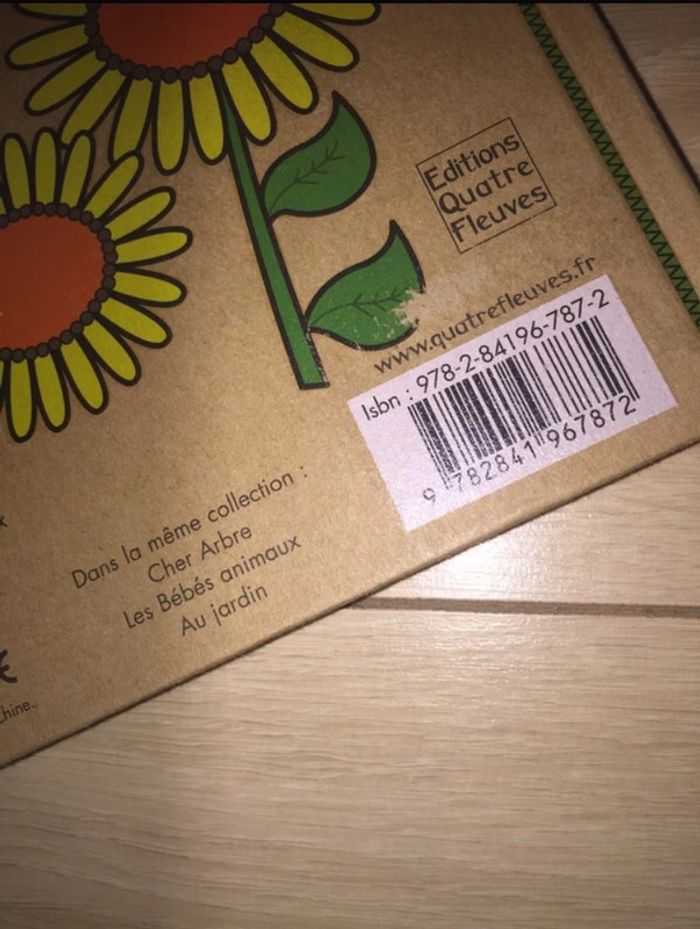 Editions
Quatre
Fleuves
www.quatrefleuves.fr
Isbn : 978-2-84196-787-2
9 782841 967872
Dans la même collection :
Cher Arbre
Les Bébés animaux
Au jardin